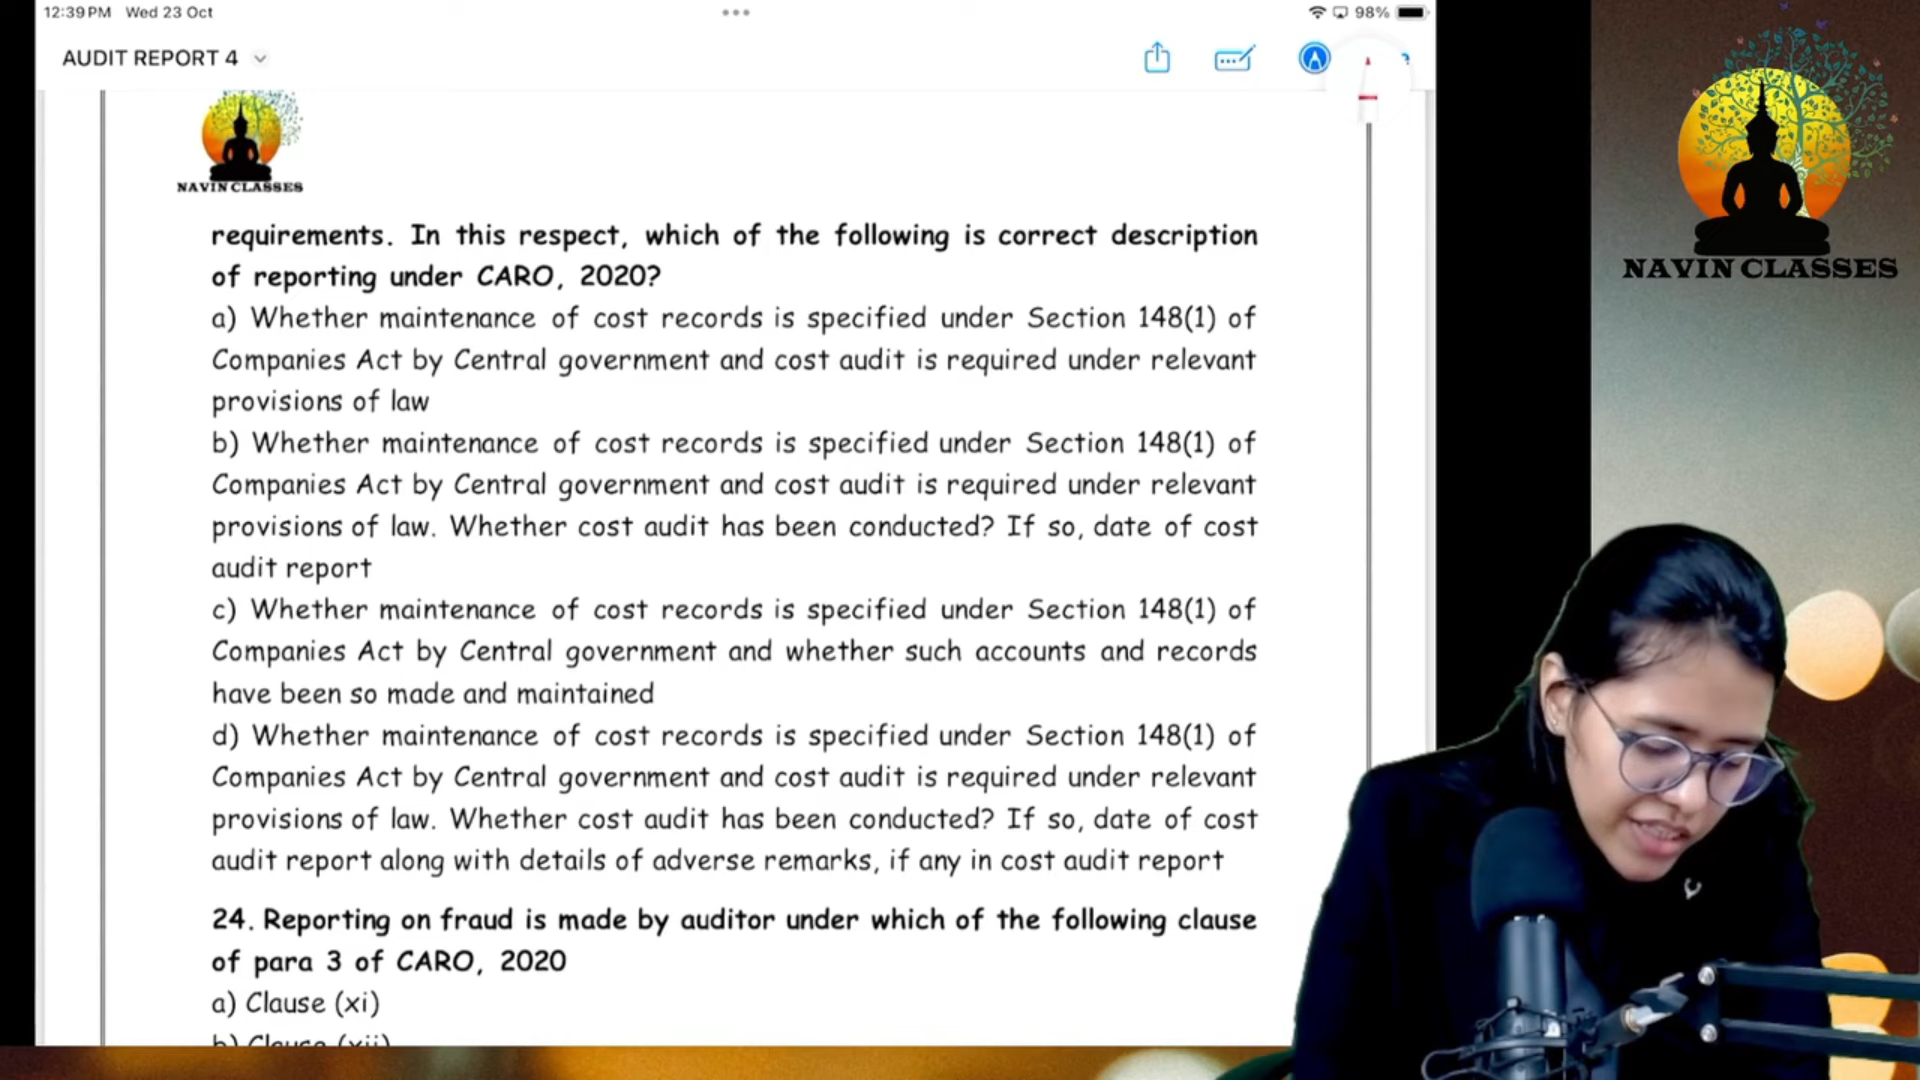 12:39 PM Wed 23 Oct
98%
AUDIT REPORT 4
NAVIN CLASSES
NAVIN CLASSES
requirements. In this respect, which of the following is correct description
of reporting under CARO, 2020?
a) Whether maintenance of cost records is specified under Section 148(1) of
Companies Act by Central government and cost audit is required under relevant
provisions of law
b) Whether maintenance of cost records is specified under Section 148(1) of
Companies Act by Central government and cost audit is required under relevant
provisions of law. Whether cost audit has been conducted? If so, date of cost
audit report
c) Whether maintenance of cost records is specified under Section 148(1) of
Companies Act by Central government and whether such accounts and records
have been so made and maintained
d) Whether maintenance of cost records is specified under Section 148(1) of
Companies Act by Central government and cost audit is required under relevant
provisions of law. Whether cost audit has been conducted? If so, date of cost
audit report along with details of adverse remarks, if any in cost audit report
24. Reporting on fraud is made by auditor under which of the following clause
of para 3 of CARO, 2020
a) Clause (xi)
b) Clause (xii)